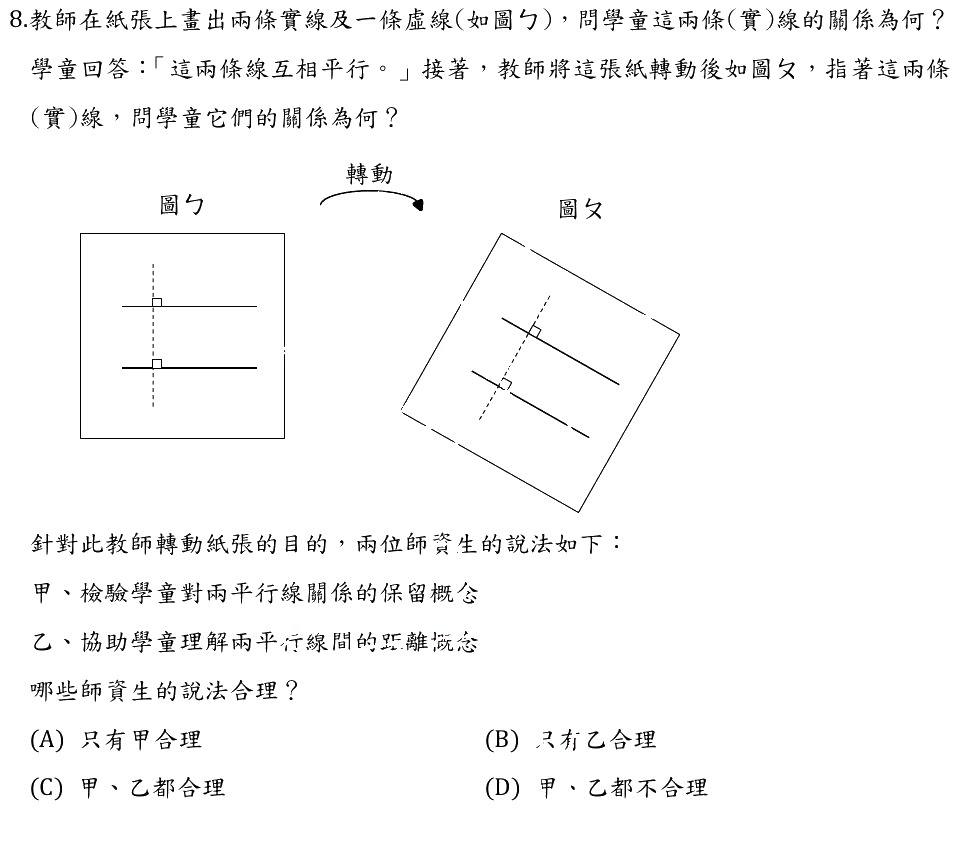 8.教師在紙張上畫出兩條實線及一條虛線(如圖ㄅ)，問學童這兩條(實)線的關係為何？
學童回答：「這兩條線互相平行。」接著，教師將這張紙轉動後如圖ㄆ，指著這兩條
(實)線，問學童它們的關係為何？
轉動
圖ㄅ
圖ㄆ
針對此教師轉動紙張的目的，兩位師資生的說法如下：
甲、檢驗學童對兩平行線關係的保留概念
乙、協助學童理解兩平行線間的距離概念
哪些師資生的說法合理？
(A) 只有甲合理
(B) 只有乙合理
(C) 甲、乙都合理
(D) 甲、乙都不合理